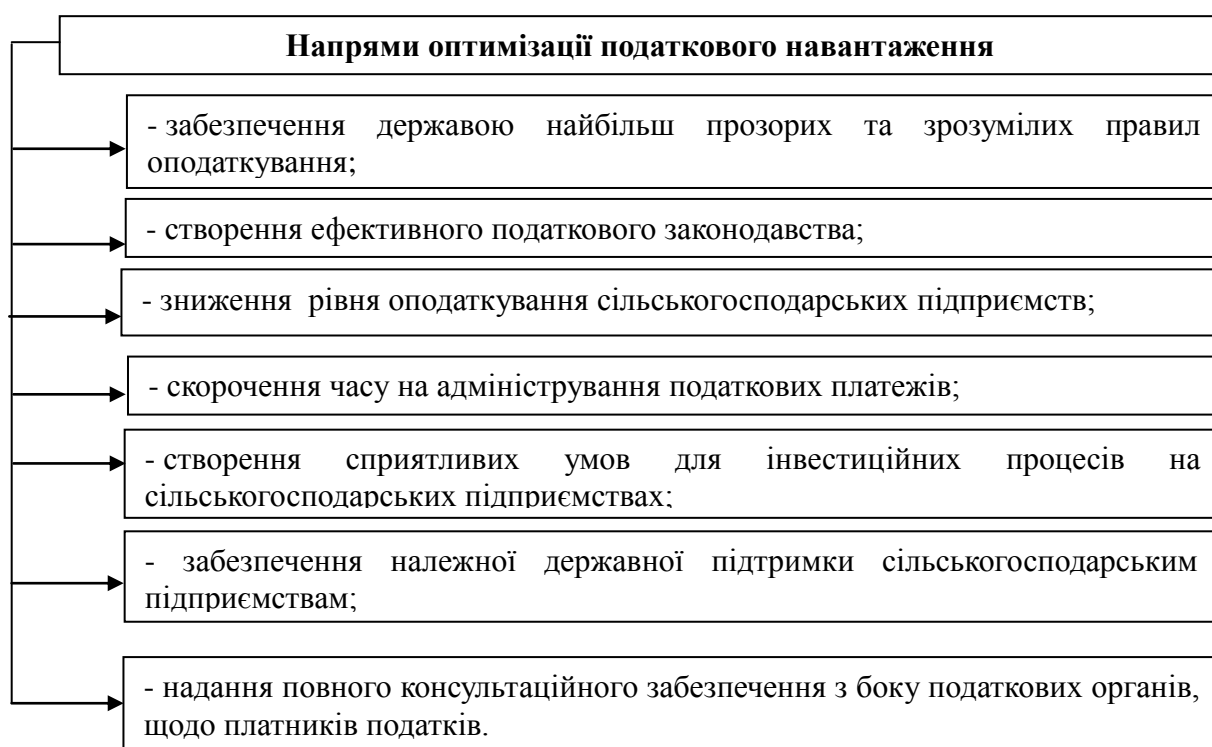 Напрями оптимізації податкового навантаження
- забезпечення державою найбільш прозорих та зрозумілих правил
оподаткування;
- створення ефективного податкового законодавства;
- зниження рівня оподаткування сільськогосподарських підприємств;
- скорочення часу на адміністрування податкових платежів;
- створення сприятливих умов для інвестиційних процесів на
сільськогосподарських підприємствах;
- забезпечення належної державної підтримки сільськогосподарським
підприємствам;
- надання повного консультаційного забезпечення з боку податкових органів,
щодо платників податків.